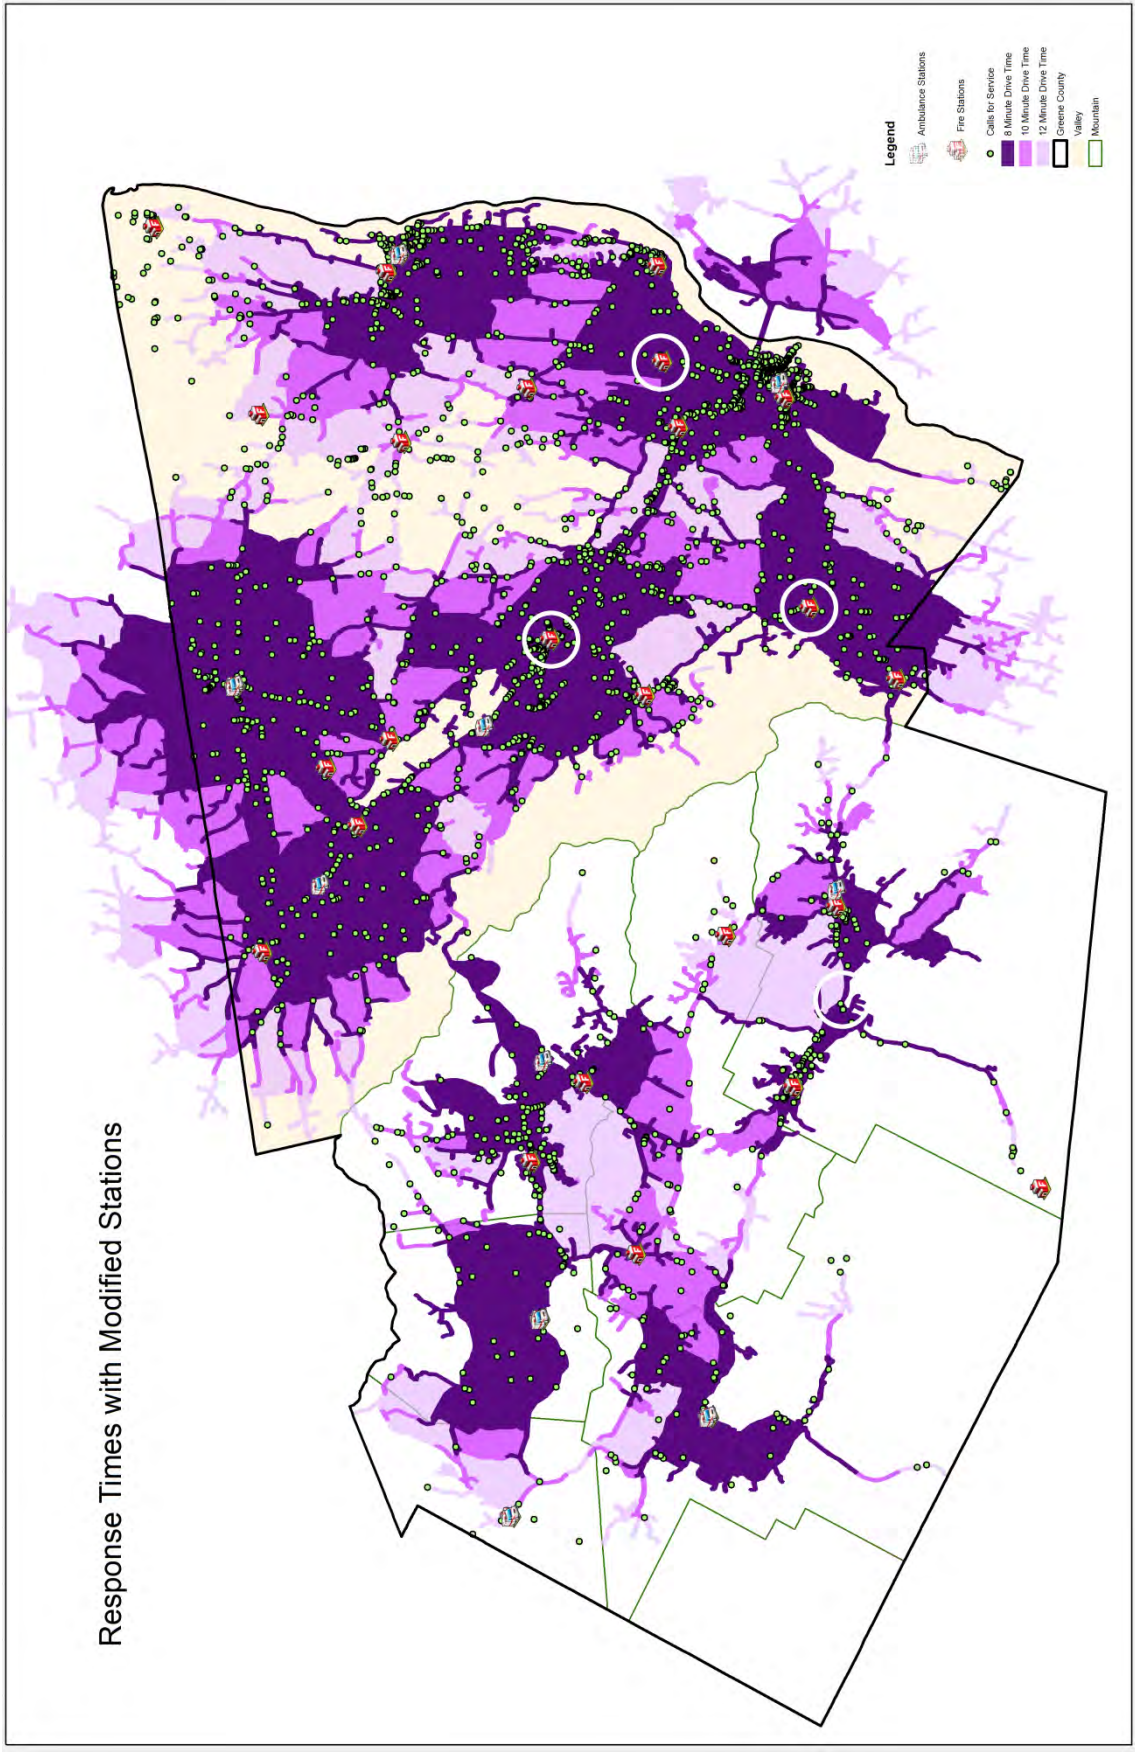 Response Times with Modified Stations
Legend
Ambulance Stations
Fire Stations
Calls for Service
8 Minute Drive Time
10 Minute Drive Time
12 Minute Drive Time
Greene County
Valley
Mountain